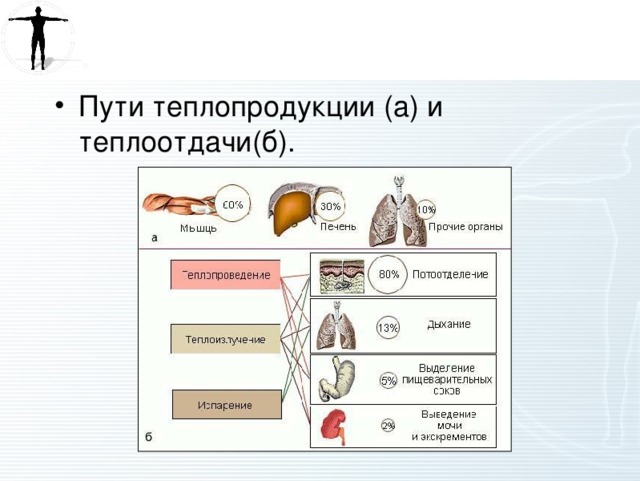 • Пути теплопродукции (а) и
теплоотдачи(б).
60%
30%
10%
Мышцы
Печень
Прочие органы
а
Теплопроведение
80%
Потоотделение
Теплоизлучение
13%
Дыхание
Испарение
5%
Выделение
пищеварительных
соков
2%
Выведение
мочи
и экскрементов
б